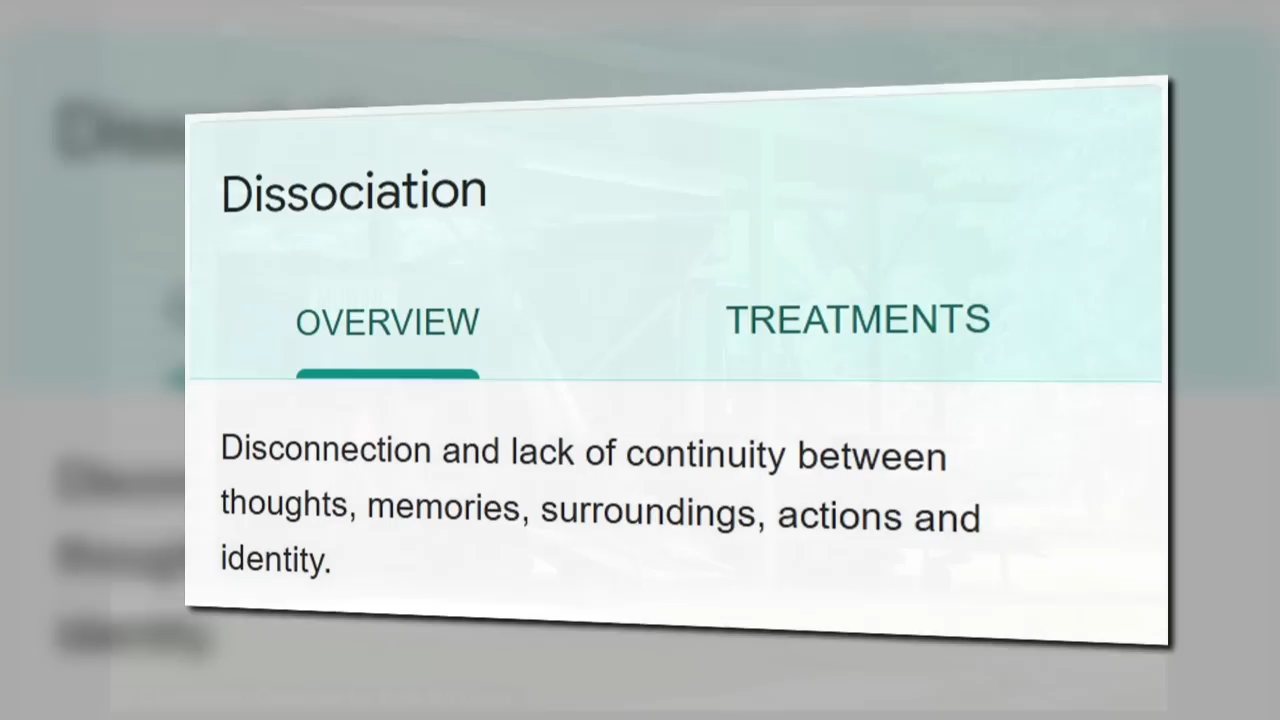 Dissociation
OVERVIEW
TREATMENTS
Disconnection and lack of continuity between
thoughts, memories, surroundings, actions and
identity.